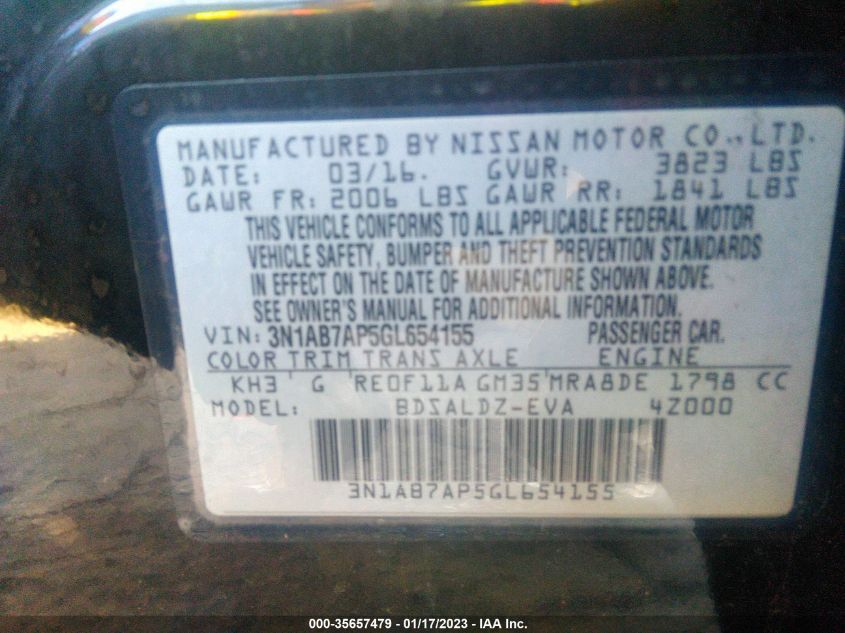 MANUFACTURED BY NISSAN MOTOR CO., LTD.
DATE: 03/16. GVWR: 3823 LBS
GAWR FR: 2006 LBS GAWR RR: 1841 LBS
THIS VEHICLE CONFORMS TO ALL APPLICABLE FEDERAL MOTOR
VEHICLE SAFETY, BUMPER AND THEFT PREVENTION STANDARDS
IN EFFECT ON THE DATE OF MANUFACTURE SHOWN ABOVE.
SEE OWNER'S MANUAL FOR ADDITIONAL INFORMATION.
VIN: 3N1AB7AP5GL654155 PASSENGER CAR.
COLOR TRIM TRANS AXLE ENGINE
KH3 G RE0F11A GM35 MRA8DE 1798 CC
MODEL: BDSALDZ-EVA 4Z000
3N1AB7AP5GL654155
000-35657479 - 01/17/2023 - IAA Inc.